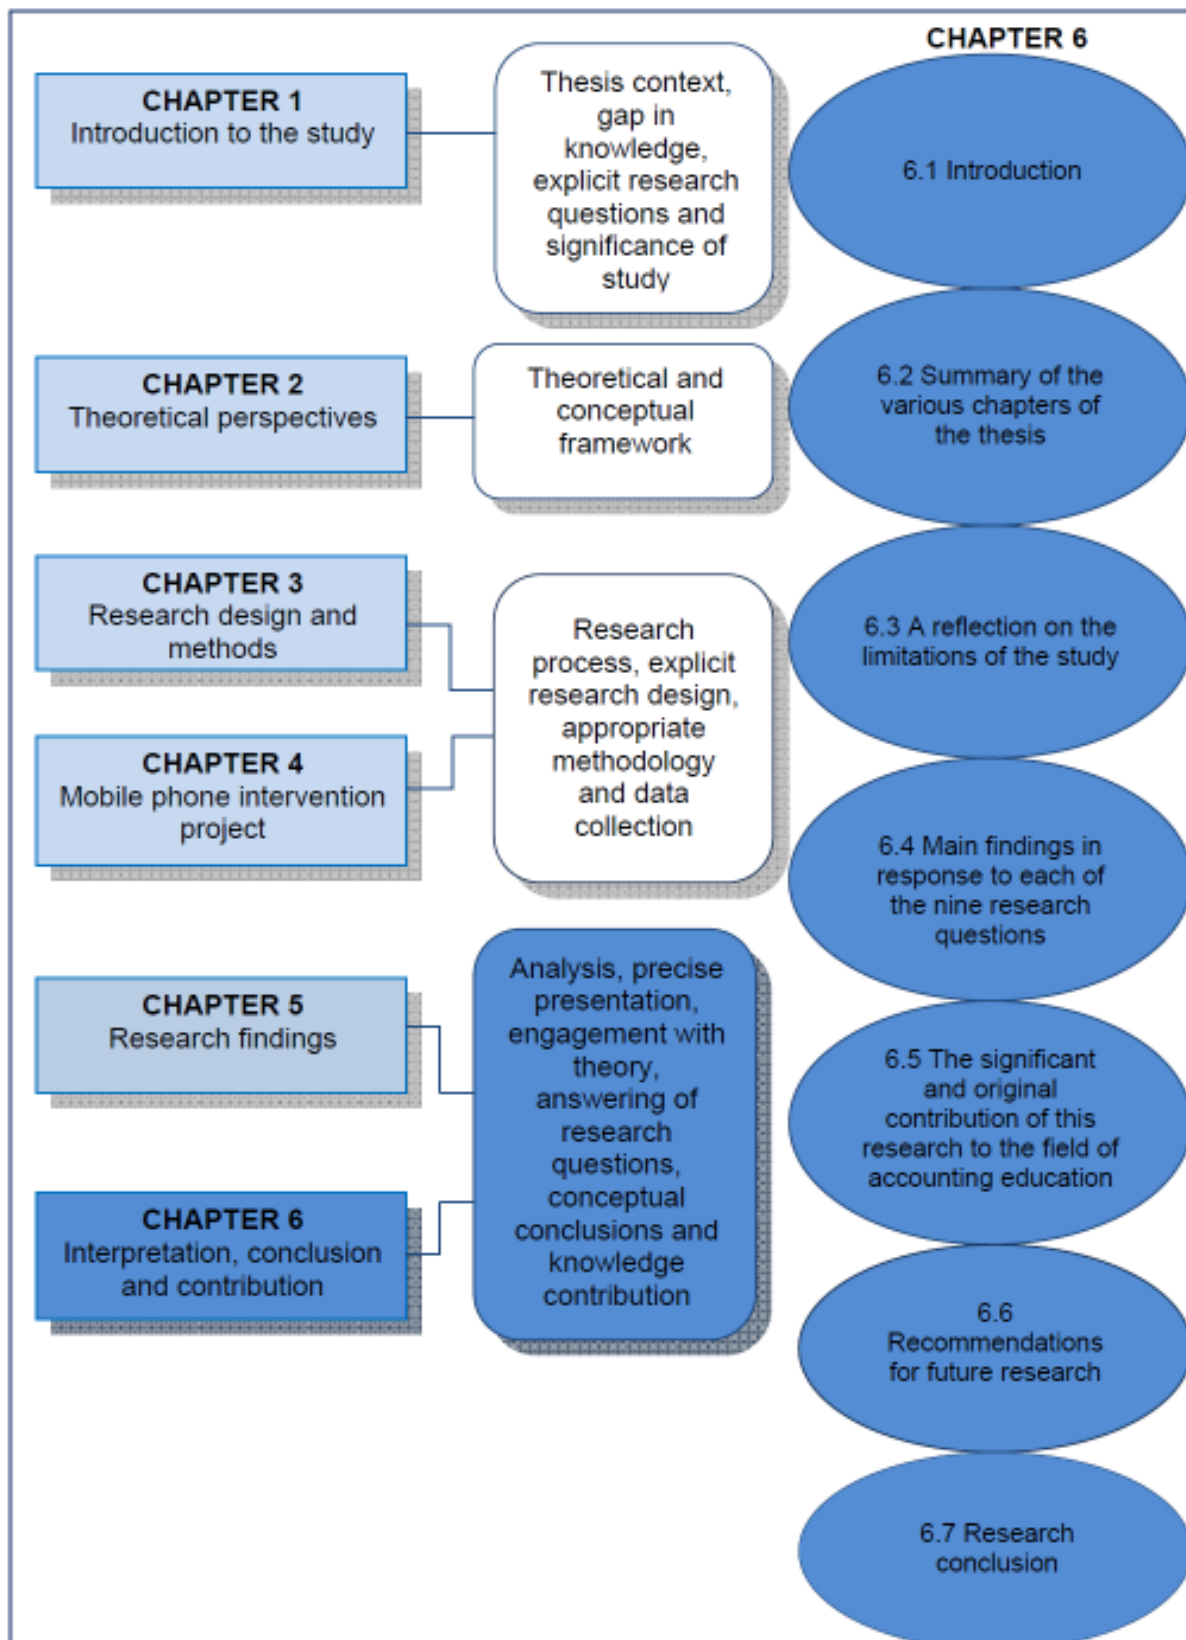 CHAPTER 1
Introduction to the study
Thesis context,
gap in
knowledge,
explicit research
questions and
significance of
study
CHAPTER 2
Theoretical perspectives
Theoretical and
conceptual
framework
CHAPTER 3
Research design and
methods
CHAPTER 4
Mobile phone intervention
project
Research
process, explicit
research design,
appropriate
methodology
and data
collection
CHAPTER 5
Research findings
CHAPTER 6
Interpretation, conclusion
and contribution
Analysis, precise
presentation,
engagement with
theory,
answering of
research
questions,
conceptual
conclusions and
knowledge
contribution
CHAPTER 6
6.1 Introduction
6.2 Summary of the
various chapters of
the thesis
6.3 A reflection on the
limitations of the study
6.4 Main findings in
response to each of
the nine research
questions
6.5 The significant
and original
contribution of this
research to the field of
accounting education
6.6
Recommendations
for future research
6.7 Research
conclusion